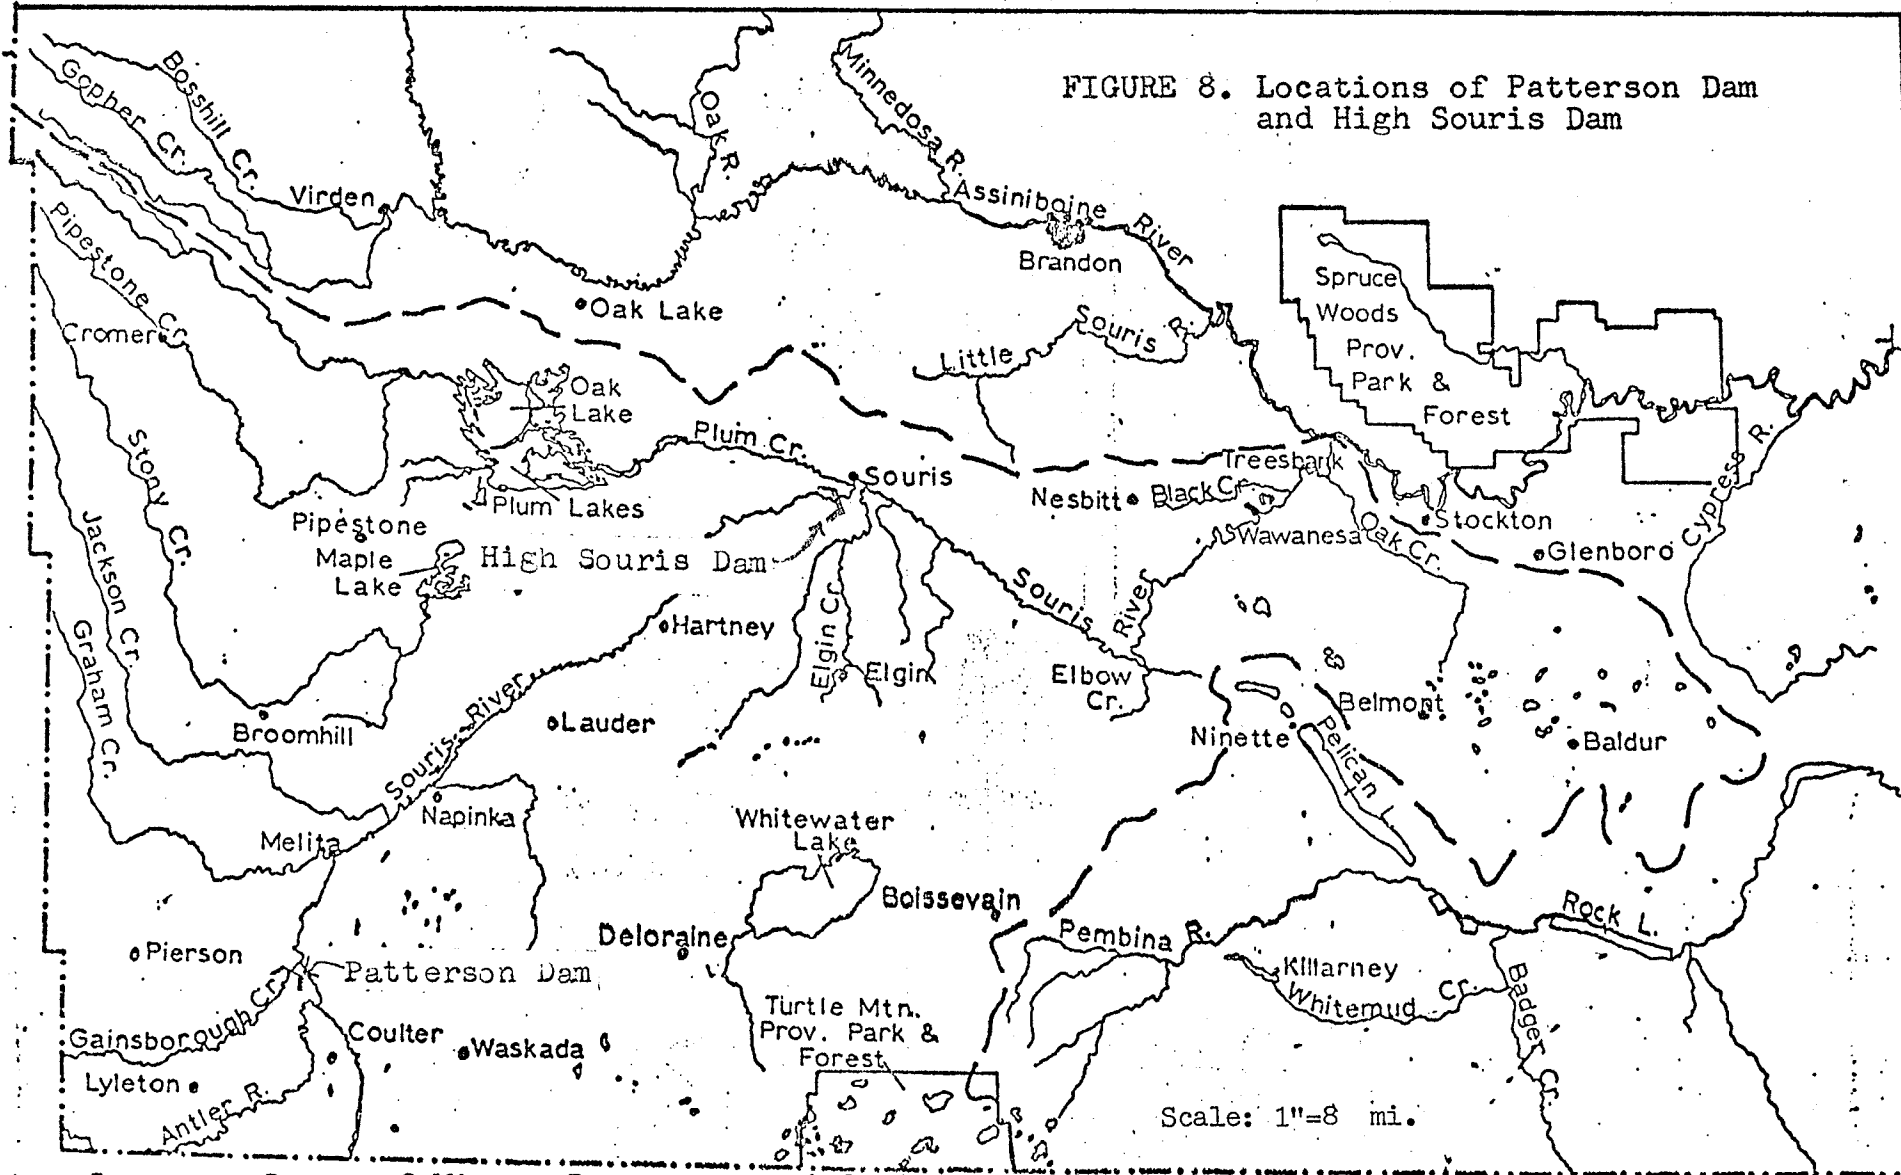 FIGURE 8. Locations of Patterson Dam
and High Souris Dam
Bosshill Cr.
Gopher Cr.
Virden
Oak R.
Minnedosa R.
Assiniboine River
Brandon
Pipestone Cr.
Cromer
Oak Lake
Little Souris R.
Spruce
Woods
Prov.
Park &
Forest
Oak
Lake
Plum Cr.
Souris
Plum Lakes
Treesbank
Nesbitt
Black Cr.
Wawanesa
Oak Cr.
Stockton
Glenboro
Cypress R.
Stony Cr.
Pipestone
Maple
Lake
High Souris Dam
Jackson Cr.
Graham Cr.
Hartney
Elgin Cr.
Elgin
Souris River
Elbow
Cr.
Belmont
Ninette
Pelican L.
Baldur
Broomhill
Souris River
Lauder
Napinka
Melita
Whitewater
Lake
Boissevain
Deloraine
Pembina R.
Rock L.
Killarney
Whitemud Cr.
Badger Cr.
Pierson
Patterson Dam
Gainsborough Cr.
Coulter
Waskada
Lyleton
Antler R.
Turtle Mtn.
Prov. Park &
Forest
Scale: 1"=8 mi.